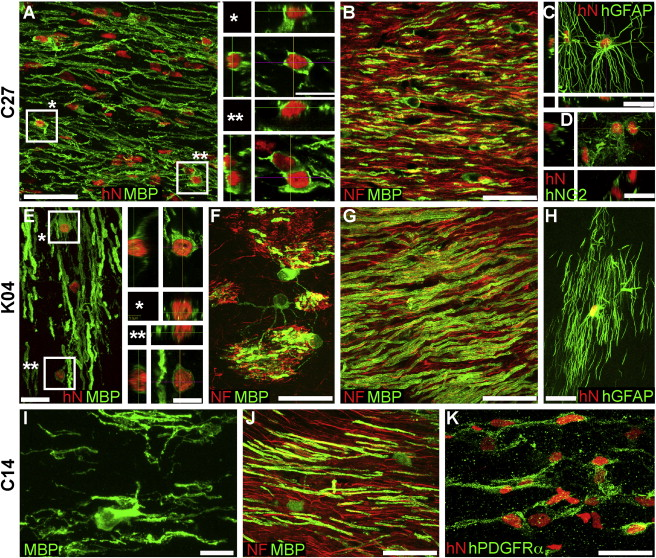 C27
A
*
**
hN MBP
*
**
B
NF MBP
C
hN hGFAP
D
hN
hNG2
K04
E
*
**
hN MBP
*
**
F
NF MBP
G
NF MBP
H
hN hGFAP
C14
I
MBP
J
NF MBP
K
hN hPDGFRα